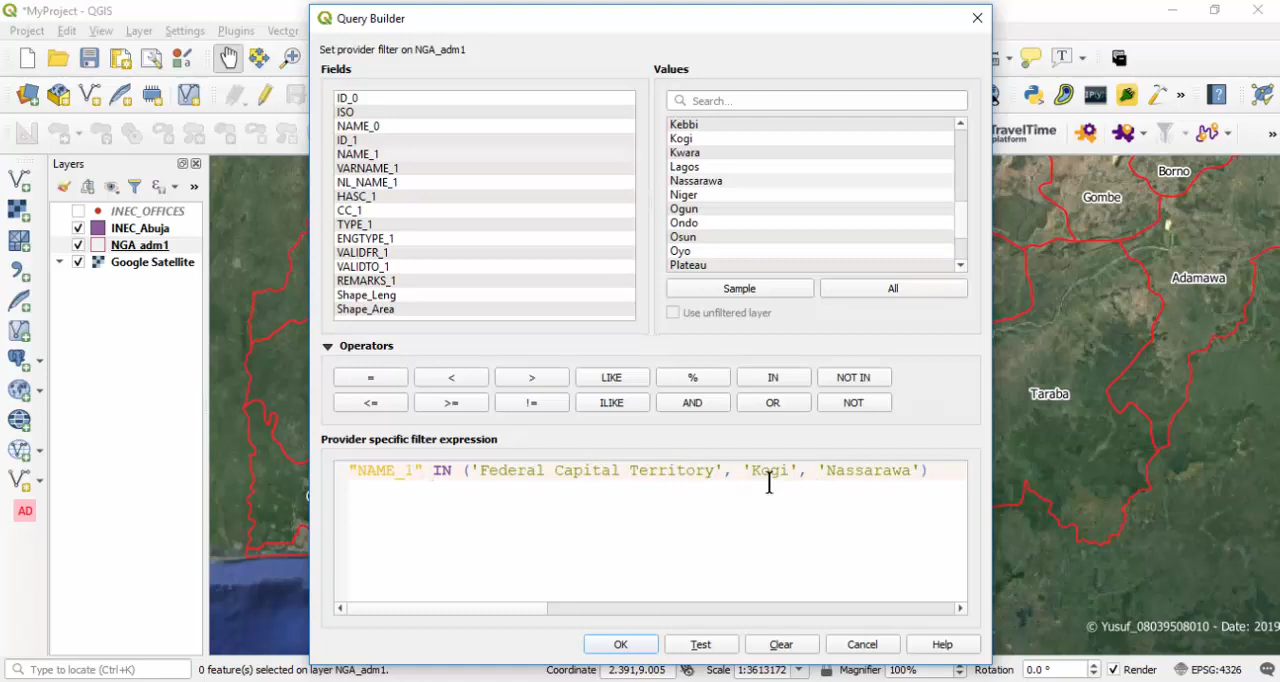 *MyProject - QGIS
Project Edit View Layer Settings Plugins Vector
Query Builder
Set provider filter on NGA_adm1
Fields
Values
ID_0
ISO
NAME_0
ID_1
NAME_1
VARNAME_1
NL_NAME_1
HASC_1
CC_1
TYPE_1
ENGTYPE_1
VALIDFR_1
VALIDTO_1
REMARKS_1
Shape_Leng
Shape_Area
Search...
Kebbi
Kogi
Kwara
Lagos
Nassarawa
Niger
Ogun
Ondo
Osun
Oyo
Plateau
Sample
All
Use unfiltered layer
Operators
= < > LIKE % IN NOT IN
<= >= != ILIKE AND OR NOT
Provider specific filter expression
"NAME_1" IN ('Federal Capital Territory', 'Kogi', 'Nassarawa')
OK Test Clear Cancel Help
Layers
INEC_OFFICES
INEC_Abuja
NGA_adm1
Google Satellite
AD
TravelTime
platform
Borno
Gombe
Adamawa
Taraba
© Yusuf_08039508010 - Date: 2019
Type to locate (Ctrl+K)
0 feature(s) selected on layer NGA_adm1.
Coordinate 2.391,9.005
Scale 1:3613172
Magnifier 100%
Rotation 0.0 °
Render
EPSG:4326